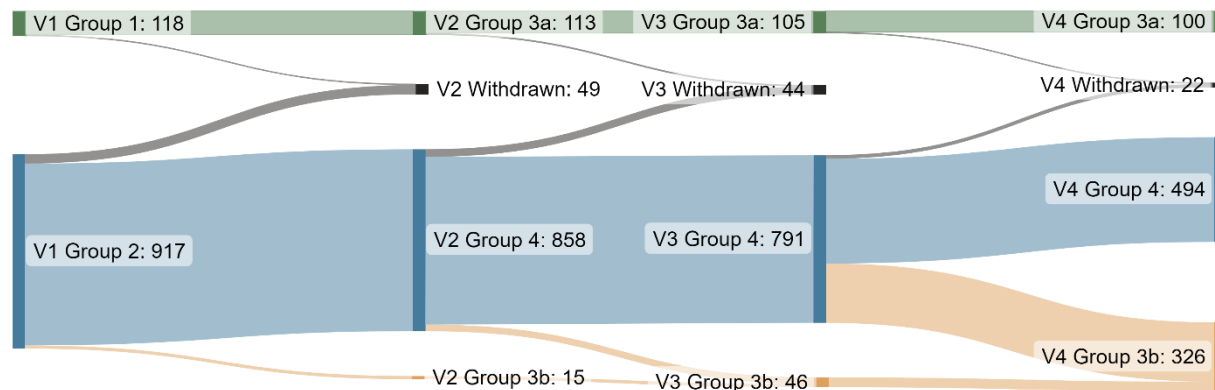 V1 Group 1: 118
V2 Group 3a: 113
V3 Group 3a: 105
V4 Group 3a: 100
V2 Withdrawn: 49
V3 Withdrawn: 44
V4 Withdrawn: 22
V4 Group 4: 494
V1 Group 2: 917
V2 Group 4: 858
V3 Group 4: 791
V4 Group 3b: 326
V2 Group 3b: 15
V3 Group 3b: 46